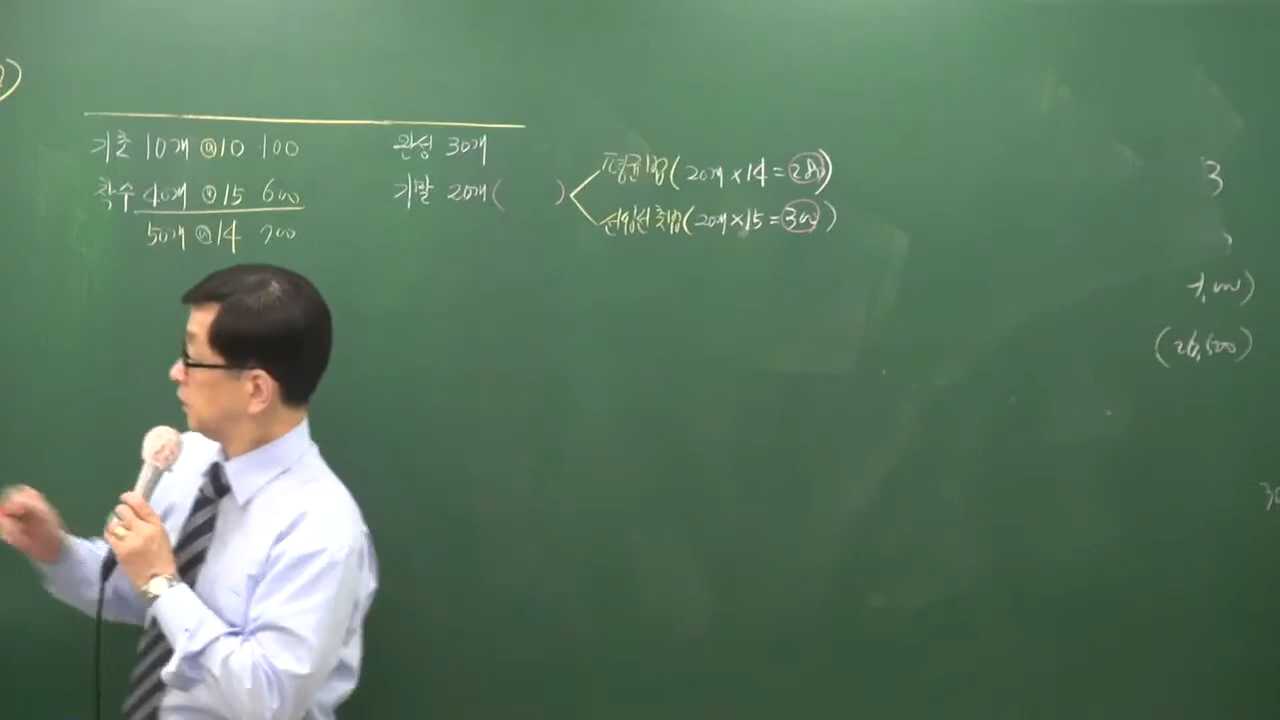 기초 10개 @10 100
착수 40개 @15 600
50개 @14 700
완성 30개
기말 20개( )
평균법(20개×14=280)
선입선출법(20개×15=300)
3
(26,500)